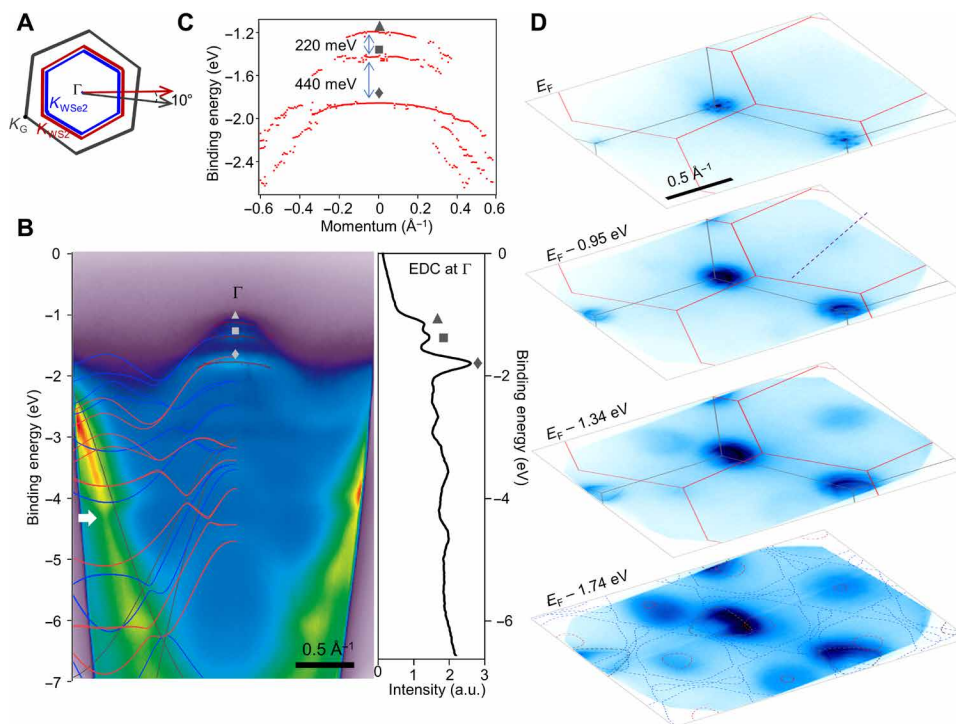 A
Γ
K_WSe2
K_WS2
K_G
10°
C
Binding energy (eV)
−1.2
−1.6
−2.0
−2.4
220 meV
440 meV
−0.6
−0.4
−0.2
0
0.2
0.4
0.6
Momentum (Å⁻¹)
B
Binding energy (eV)
0
−1
−2
−3
−4
−5
−6
−7
Γ
0.5 Å⁻¹
EDC at Γ
0
−2
−4
−6
Binding energy (eV)
0
1
2
3
Intensity (a.u.)
D
E_F
0.5 Å⁻¹
E_F − 0.95 eV
E_F − 1.34 eV
E_F − 1.74 eV